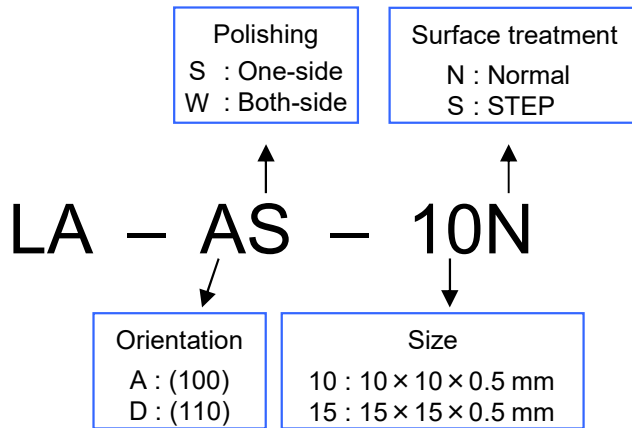 Polishing
S : One-side
W : Both-side
Surface treatment
N : Normal
S : STEP
LA – AS – 10N
Orientation
A : (100)
D : (110)
Size
10 : 10×10×0.5 mm
15 : 15×15×0.5 mm